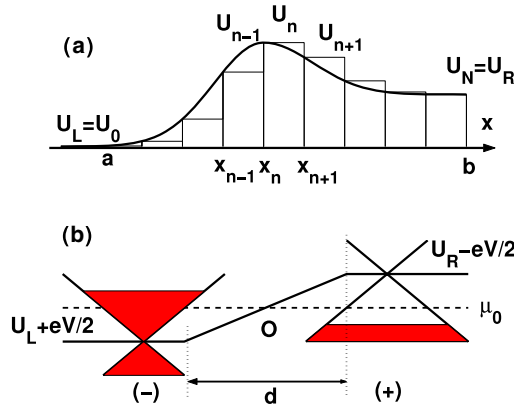 (a)
U_{n-1} U_n U_{n+1}
U_N=U_R
U_L=U_0
a x_{n-1} x_n x_{n+1} b x
(b)
U_R-eV/2
U_L+eV/2 O μ_0
(-) d (+)